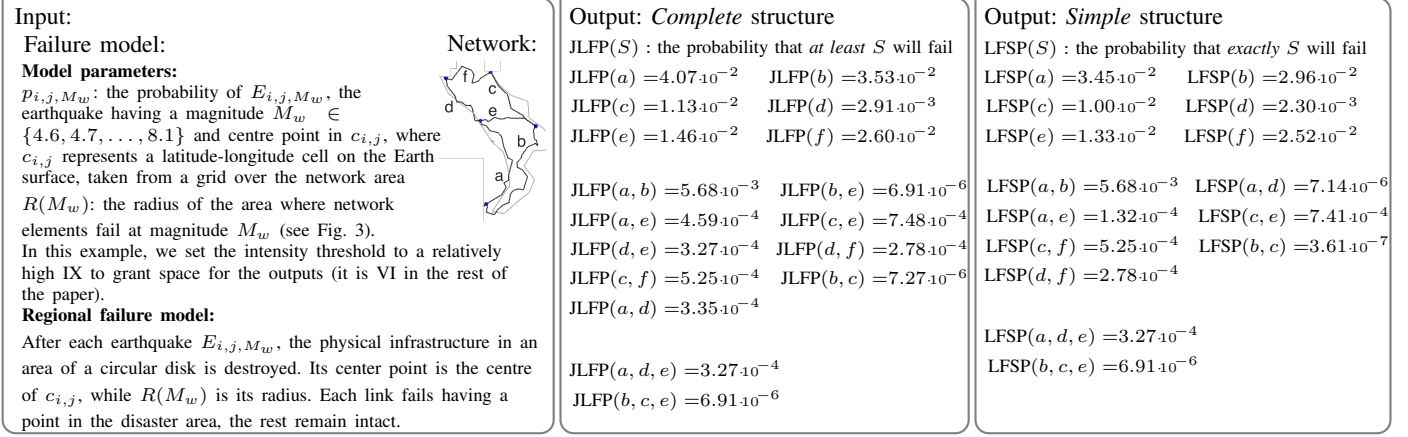 Input:
Failure model:
Network:
Model parameters:
p_{i,j,M_w}: the probability of E_{i,j,M_w}, the
earthquake having a magnitude M_w ∈
{4.6, 4.7, . . . , 8.1} and centre point in c_{i,j}, where
c_{i,j} represents a latitude-longitude cell on the Earth
surface, taken from a grid over the network area
R(M_w): the radius of the area where network
elements fail at magnitude M_w (see Fig. 3).
In this example, we set the intensity threshold to a relatively
high IX to grant space for the outputs (it is VI in the rest of
the paper).
f
c
d
e
b
a
Regional failure model:
After each earthquake E_{i,j,M_w}, the physical infrastructure in an
area of a circular disk is destroyed. Its center point is the centre
of c_{i,j}, while R(M_w) is its radius. Each link fails having a
point in the disaster area, the rest remain intact.
Output: Complete structure
JLFP(S) : the probability that at least S will fail
JLFP(a) =4.07·10⁻² JLFP(b) =3.53·10⁻²
JLFP(c) =1.13·10⁻² JLFP(d) =2.91·10⁻³
JLFP(e) =1.46·10⁻² JLFP(f) =2.60·10⁻²
JLFP(a, b) =5.68·10⁻³ JLFP(b, e) =6.91·10⁻⁶
JLFP(a, e) =4.59·10⁻⁴ JLFP(c, e) =7.48·10⁻⁴
JLFP(d, e) =3.27·10⁻⁴ JLFP(d, f) =2.78·10⁻⁴
JLFP(c, f) =5.25·10⁻⁴ JLFP(b, c) =7.27·10⁻⁶
JLFP(a, d) =3.35·10⁻⁴
JLFP(a, d, e) =3.27·10⁻⁴
JLFP(b, c, e) =6.91·10⁻⁶
Output: Simple structure
LFSP(S) : the probability that exactly S will fail
LFSP(a) =3.45·10⁻² LFSP(b) =2.96·10⁻²
LFSP(c) =1.00·10⁻² LFSP(d) =2.30·10⁻³
LFSP(e) =1.33·10⁻² LFSP(f) =2.52·10⁻²
LFSP(a, b) =5.68·10⁻³ LFSP(a, d) =7.14·10⁻⁶
LFSP(a, e) =1.32·10⁻⁴ LFSP(c, e) =7.41·10⁻⁴
LFSP(c, f) =5.25·10⁻⁴ LFSP(b, c) =3.61·10⁻⁷
LFSP(d, f) =2.78·10⁻⁴
LFSP(a, d, e) =3.27·10⁻⁴
LFSP(b, c, e) =6.91·10⁻⁶